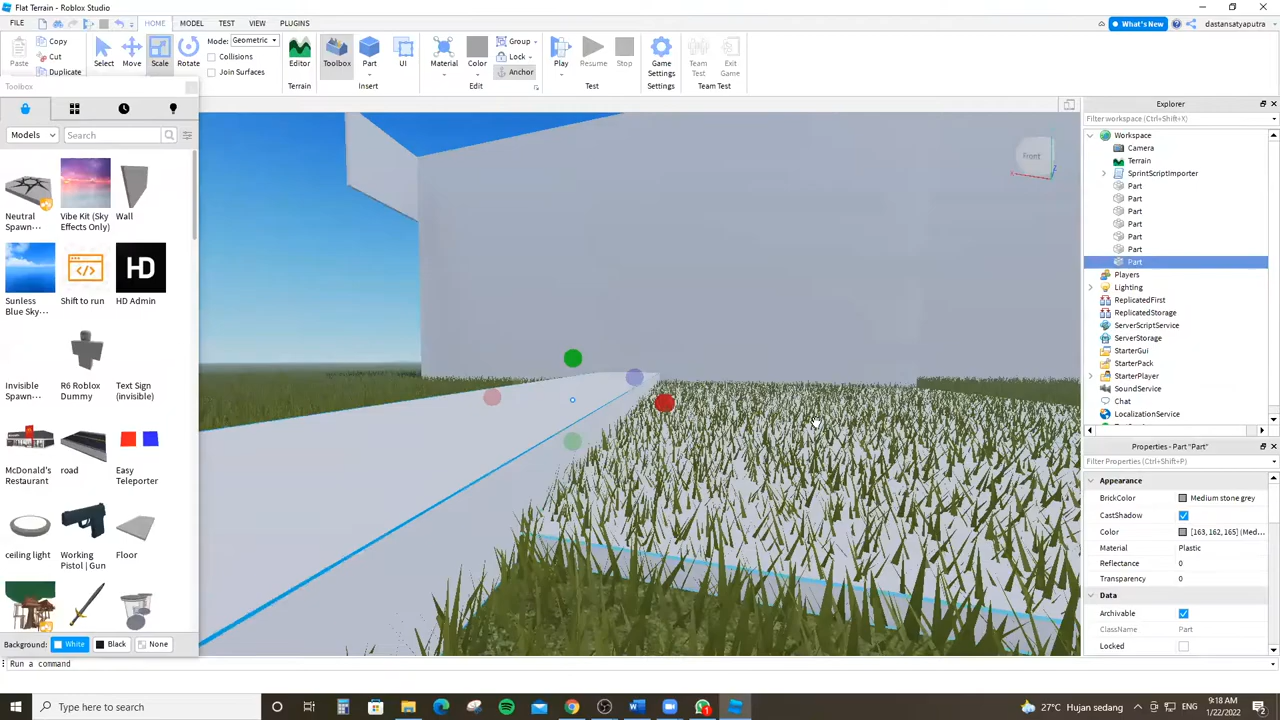 Flat Terrain - Roblox Studio
FILE HOME MODEL TEST VIEW PLUGINS What's New dastansatyaputra
Paste Copy Cut Duplicate Select Move Scale Rotate Mode: Geometric Collisions Join Surfaces Editor Toolbox Part UI Material Color Group Lock Anchor Play Resume Stop Game Settings Team Test Exit Game
Terrain Insert Edit Test Settings Team Test
Toolbox
Models Search
Neutral Spawn··· Vibe Kit (Sky Effects Only) Wall
Sunless Blue Sky··· Shift to run HD Admin
HD
Invisible Spawn··· R6 Roblox Dummy Text Sign (invisible)
McDonald's Restaurant road Easy Teleporter
ceiling light Working Pistol | Gun Floor
Background: White Black None
Run a command
Front
Explorer
Filter workspace (Ctrl+Shift+X)
Workspace
Camera
Terrain
SprintScriptImporter
Part
Part
Part
Part
Part
Part
Part
Players
Lighting
ReplicatedFirst
ReplicatedStorage
ServerScriptService
ServerStorage
StarterGui
StarterPack
StarterPlayer
SoundService
Chat
LocalizationService
Properties - Part "Part"
Filter Properties (Ctrl+Shift+P)
Appearance
BrickColor Medium stone grey
CastShadow
Color [163, 162, 165] (Med...
Material Plastic
Reflectance 0
Transparency 0
Data
Archivable
ClassName Part
Locked
Type here to search
27°C Hujan sedang
9:18 AM
1/22/2022